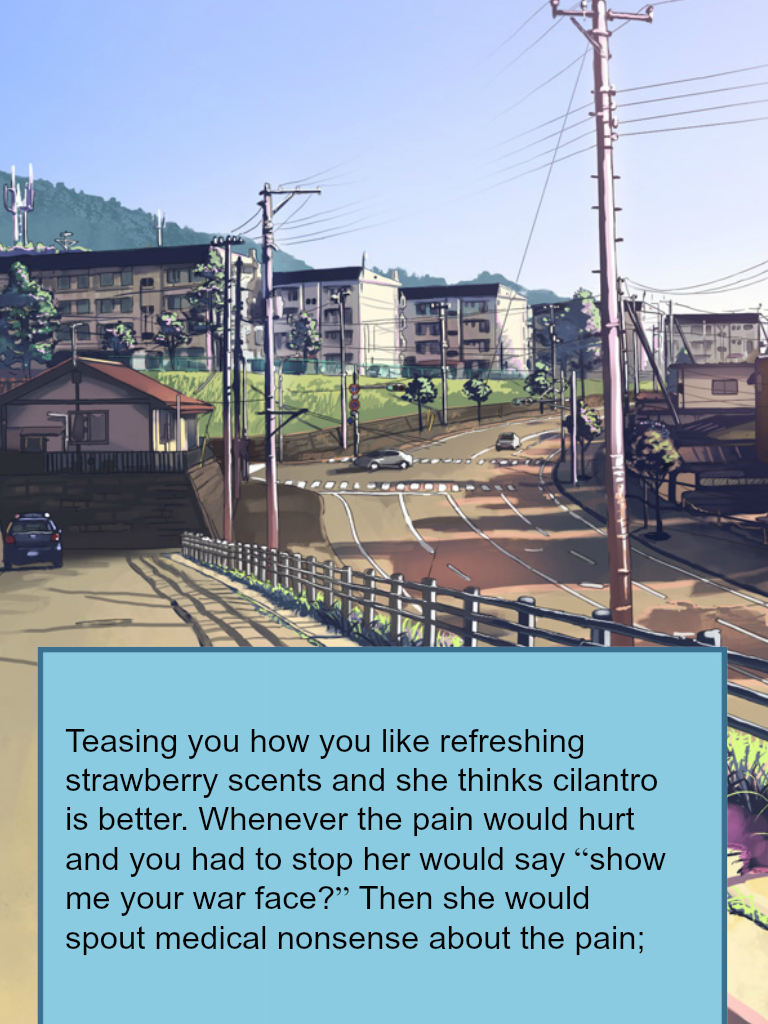 Teasing you how you like refreshing
strawberry scents and she thinks cilantro
is better. Whenever the pain would hurt
and you had to stop her would say “show
me your war face?” Then she would
spout medical nonsense about the pain;